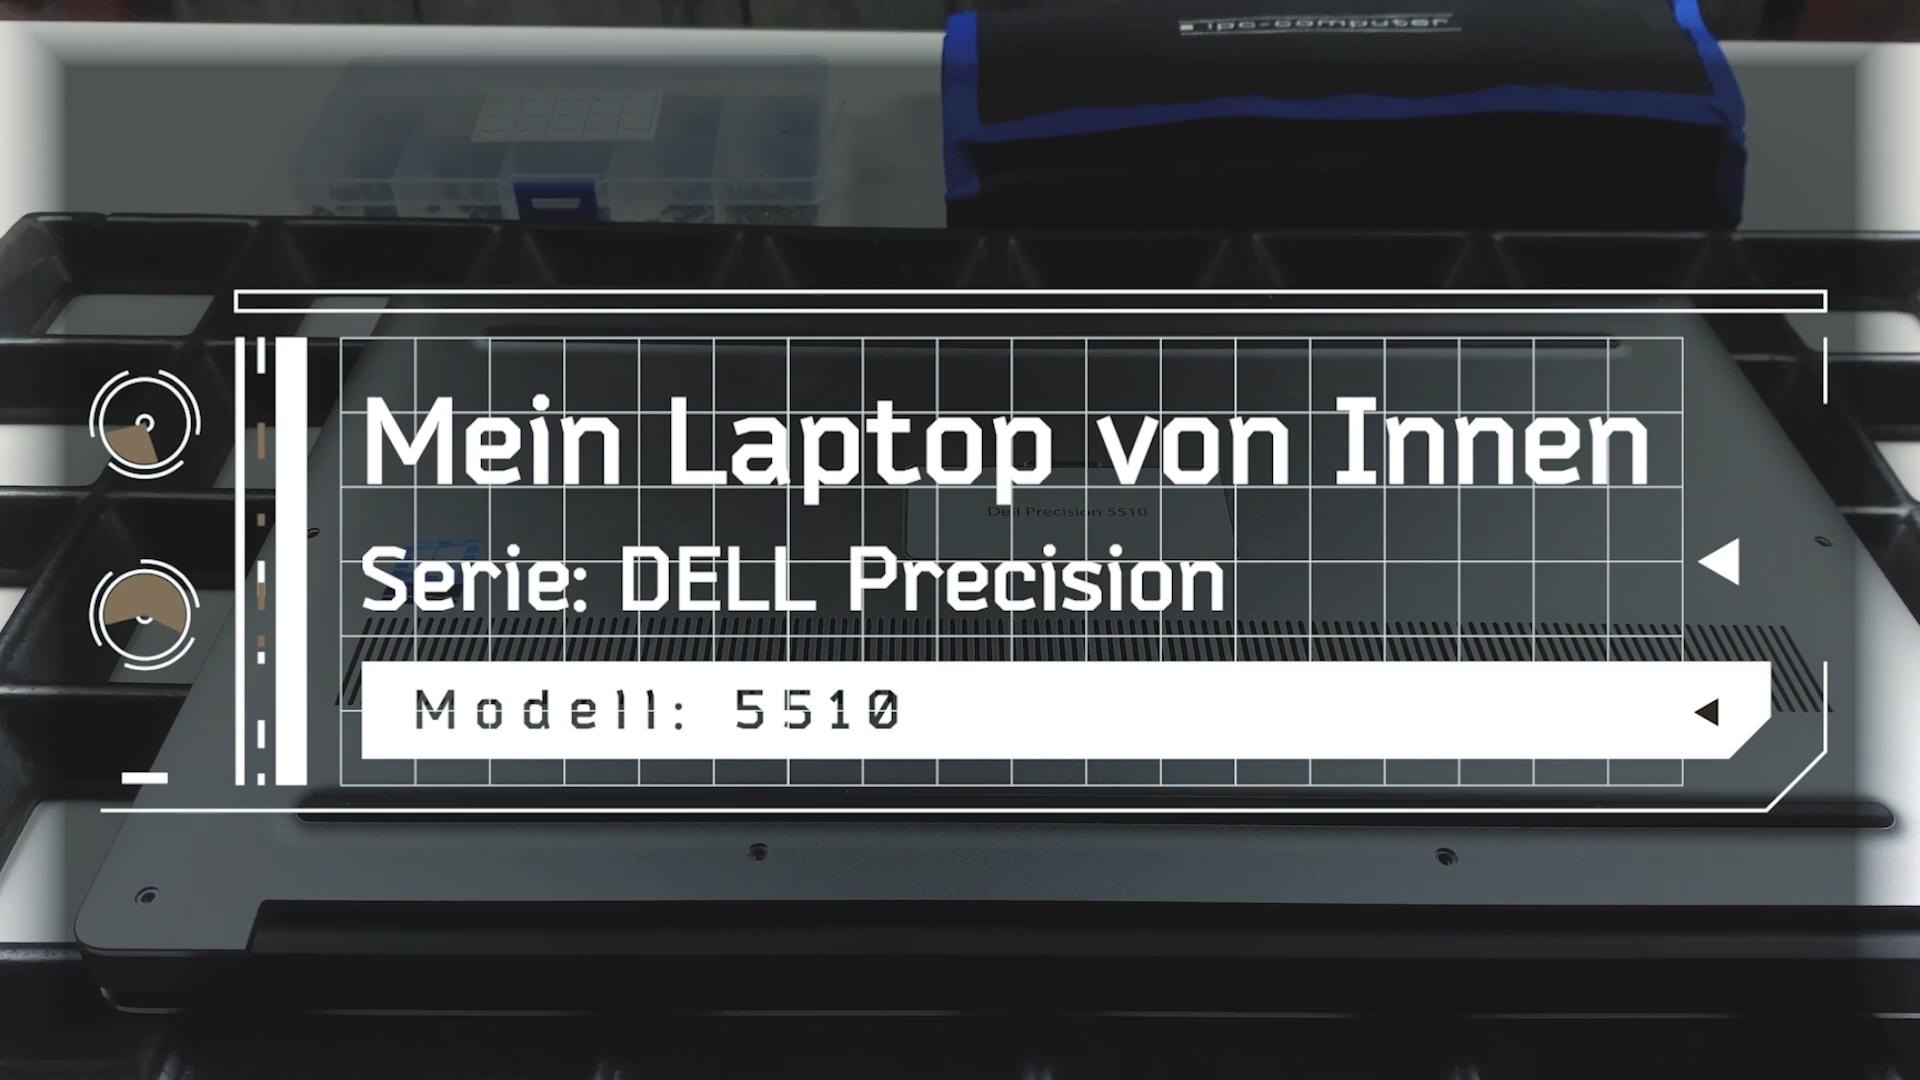 ipc-computer
Mein Laptop von Innen
Dell Precision 5510
Serie: DELL Precision
Modell: 5510